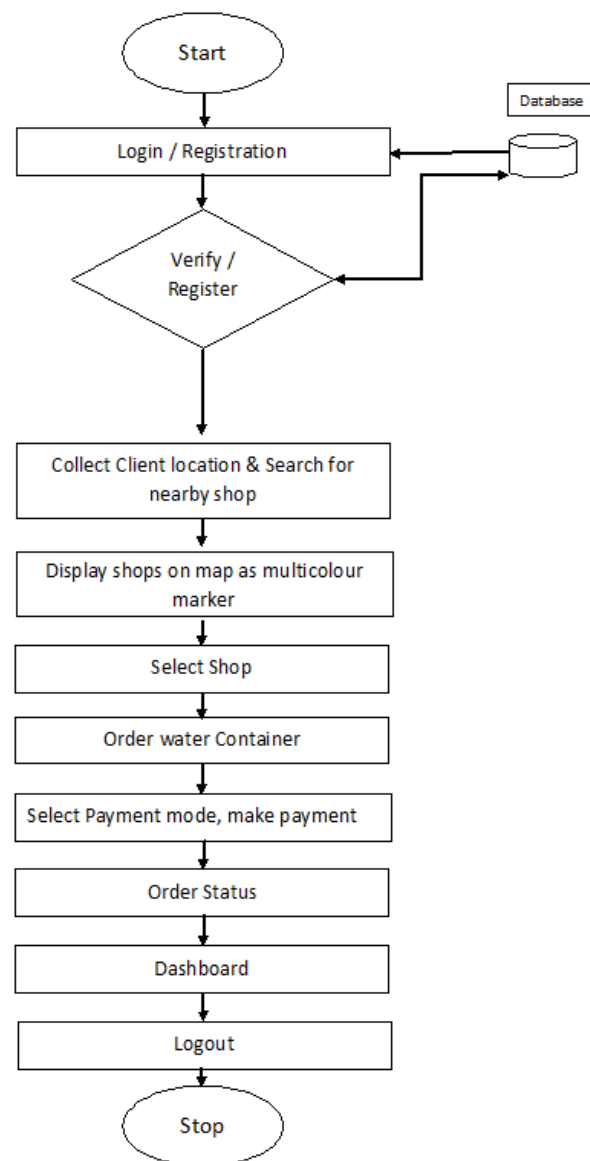 Start
Database
Login / Registration
Verify /
Register
Collect Client location & Search for
nearby shop
Display shops on map as multicolour
marker
Select Shop
Order water Container
Select Payment mode, make payment
Order Status
Dashboard
Logout
Stop